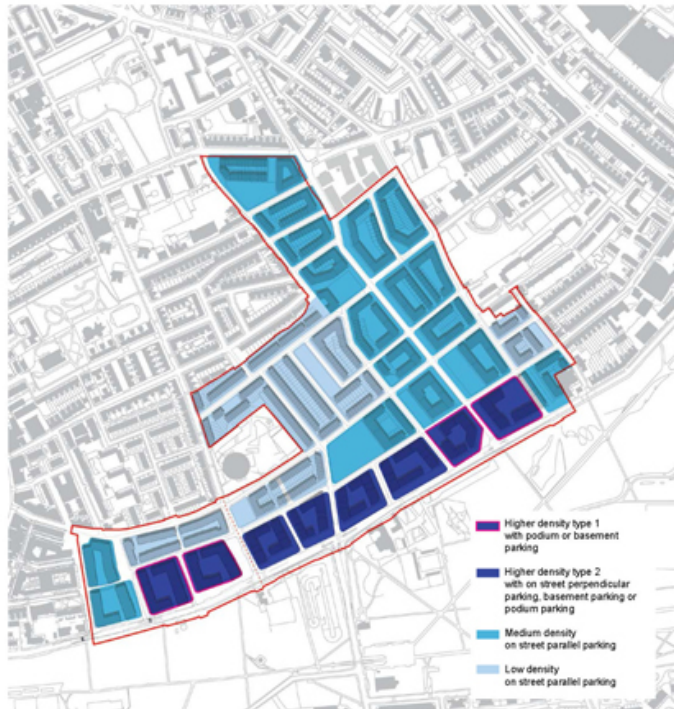 Higher density type 1
with podium or basement
parking
Higher density type 2
with on street perpendicular
parking, basement parking or
podium parking
Medium density
on street parallel parking
Low density
on street parallel parking